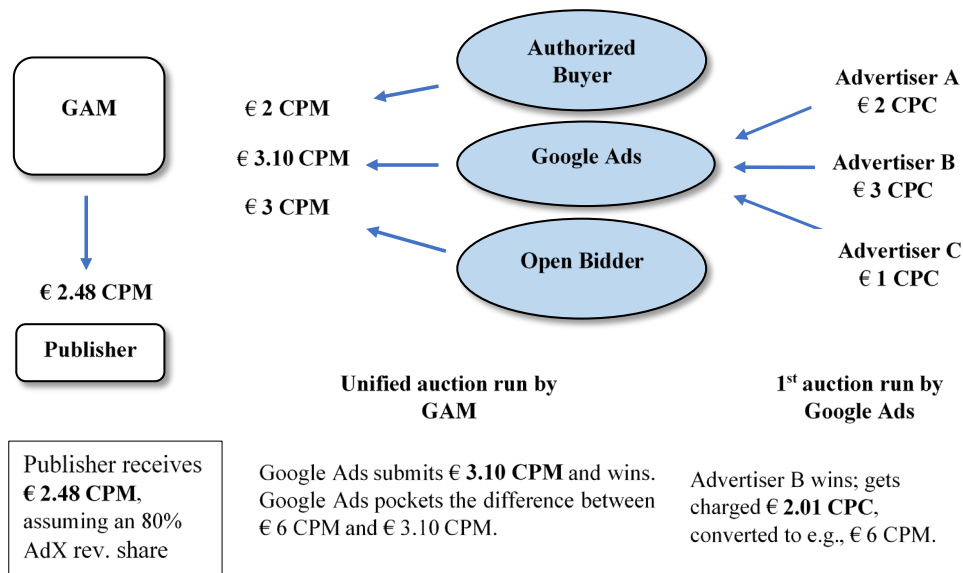 GAM
€ 2.48 CPM
Publisher
€ 2 CPM
€ 3.10 CPM
€ 3 CPM
Authorized
Buyer
Google Ads
Open Bidder
Advertiser A
€ 2 CPC
Advertiser B
€ 3 CPC
Advertiser C
€ 1 CPC
Unified auction run by
GAM
1st auction run by
Google Ads
Publisher receives
€ 2.48 CPM,
assuming an 80%
AdX rev. share
Google Ads submits € 3.10 CPM and wins.
Google Ads pockets the difference between
€ 6 CPM and € 3.10 CPM.
Advertiser B wins; gets
charged € 2.01 CPC,
converted to e.g., € 6 CPM.